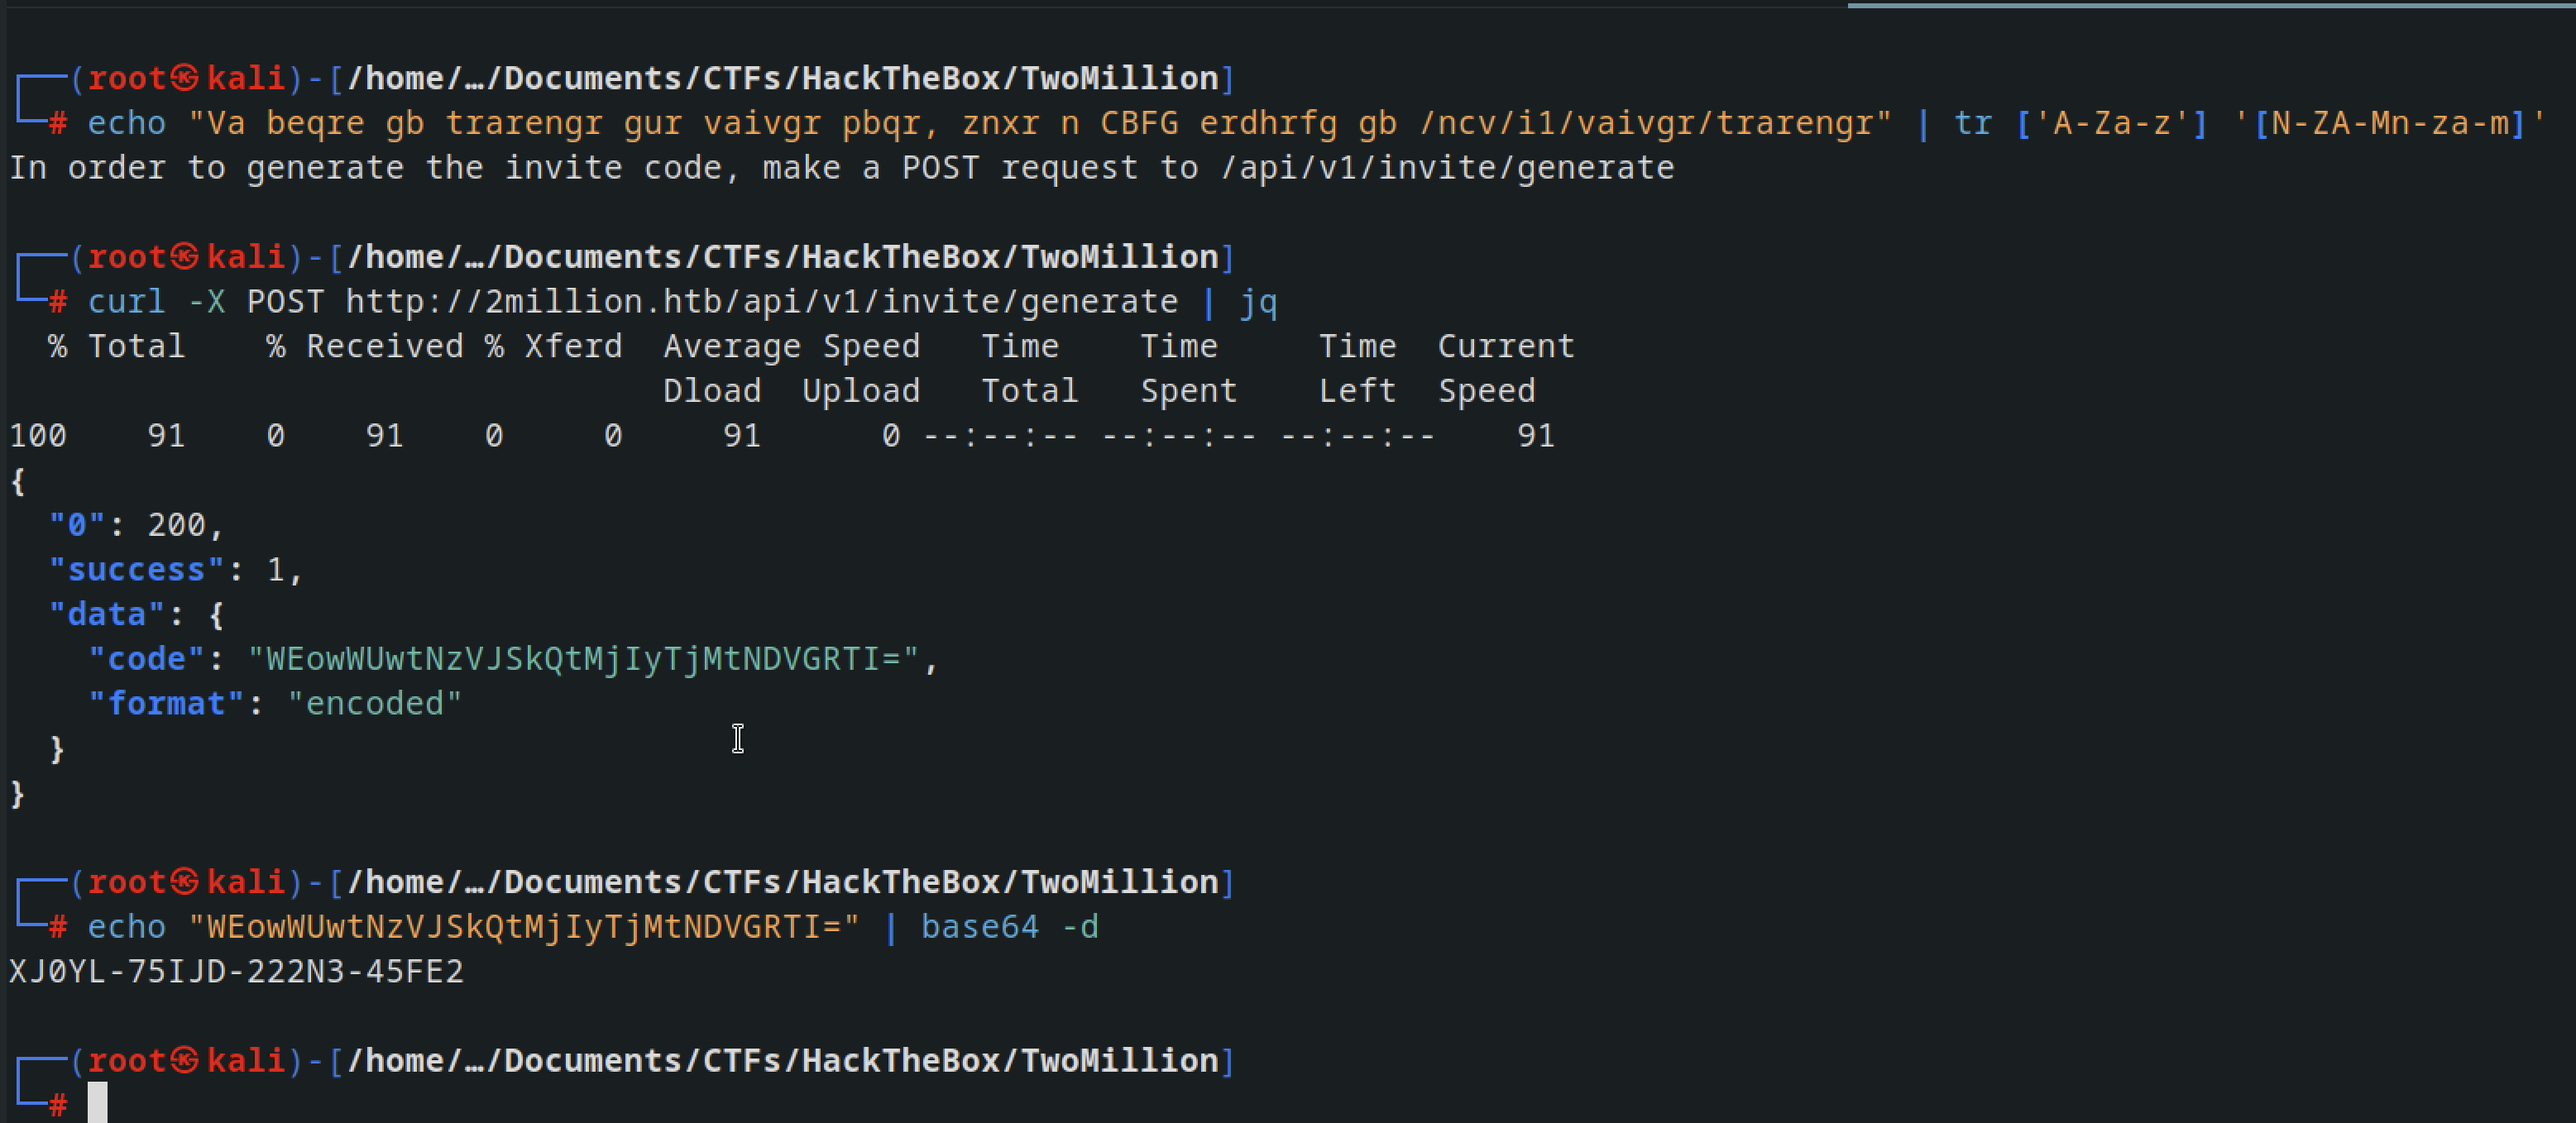 ┌──(root㉿kali)-[/home/…/Documents/CTFs/HackTheBox/TwoMillion]
└─# echo "Va beqre gb trarengr gur vaivgr pbqr, znxr n CBFG erdhrfg gb /ncv/i1/vaivgr/trarengr" | tr ['A-Za-z'] '[N-ZA-Mn-za-m]'
In order to generate the invite code, make a POST request to /api/v1/invite/generate
┌──(root㉿kali)-[/home/…/Documents/CTFs/HackTheBox/TwoMillion]
└─# curl -X POST http://2million.htb/api/v1/invite/generate | jq
  % Total    % Received % Xferd  Average Speed   Time    Time     Time  Current
                                 Dload  Upload   Total   Spent    Left  Speed
100    91    0    91    0     0     91      0 --:--:-- --:--:-- --:--:--    91
{
  "0": 200,
  "success": 1,
  "data": {
    "code": "WEowWUwtNzVJSkQtMjIyTjMtNDVGRTI=",
    "format": "encoded"
  }
}
┌──(root㉿kali)-[/home/…/Documents/CTFs/HackTheBox/TwoMillion]
└─# echo "WEowWUwtNzVJSkQtMjIyTjMtNDVGRTI=" | base64 -d
XJ0YL-75IJD-222N3-45FE2
┌──(root㉿kali)-[/home/…/Documents/CTFs/HackTheBox/TwoMillion]
└─#